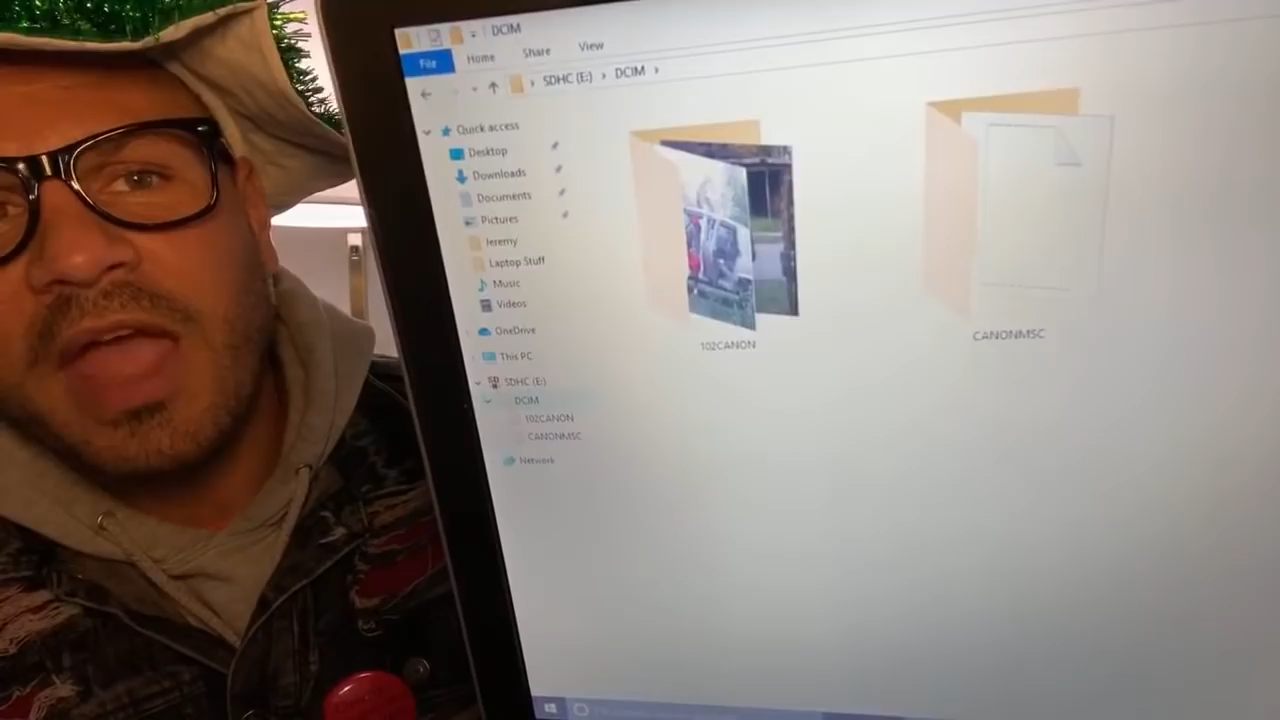 DCIM
File Home Share View
SDHC (E:) DCIM
Quick access
Desktop
Downloads
Documents
Pictures
Jeremy
Laptop Stuff
Music
Videos
OneDrive
This PC
SDHC (E:)
DCIM
102CANON
CANONMSC
Network
102CANON
CANONMSC